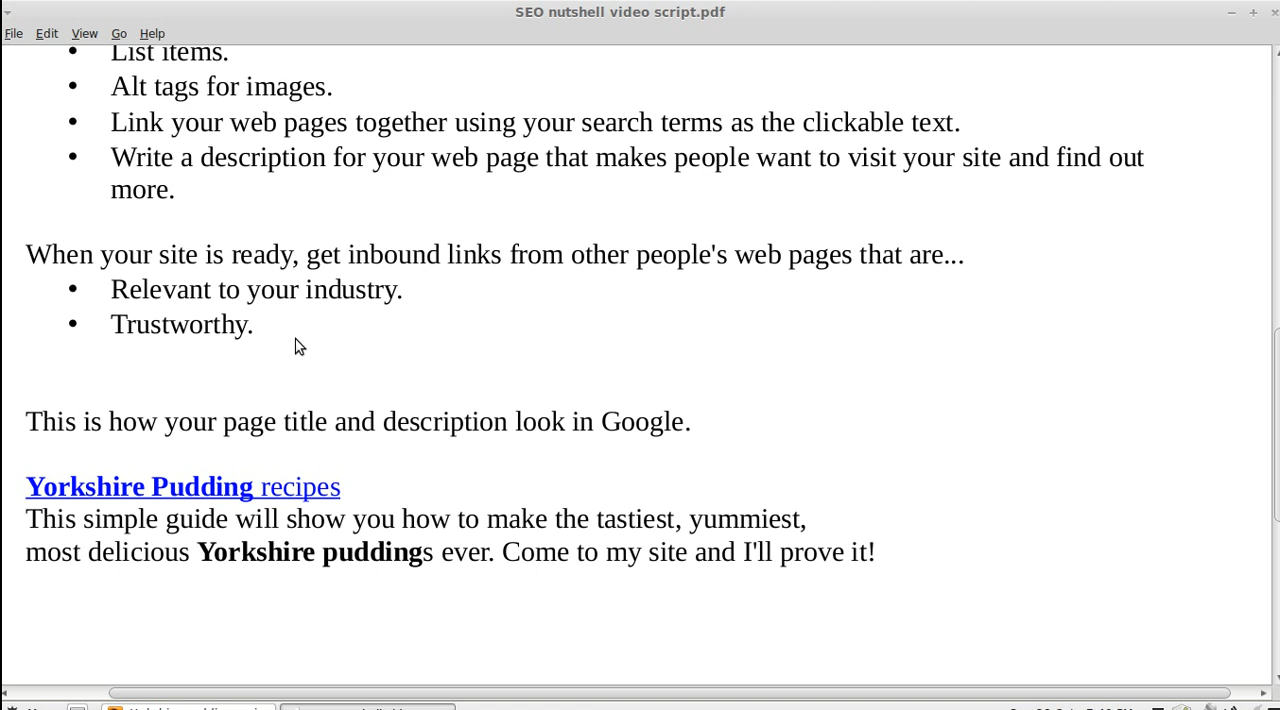 SEO nutshell video script.pdf
File Edit View Go Help
• List items.
• Alt tags for images.
• Link your web pages together using your search terms as the clickable text.
• Write a description for your web page that makes people want to visit your site and find out
more.
When your site is ready, get inbound links from other people's web pages that are...
• Relevant to your industry.
• Trustworthy.
This is how your page title and description look in Google.
Yorkshire Pudding recipes
This simple guide will show you how to make the tastiest, yummiest,
most delicious Yorkshire puddings ever. Come to my site and I'll prove it!